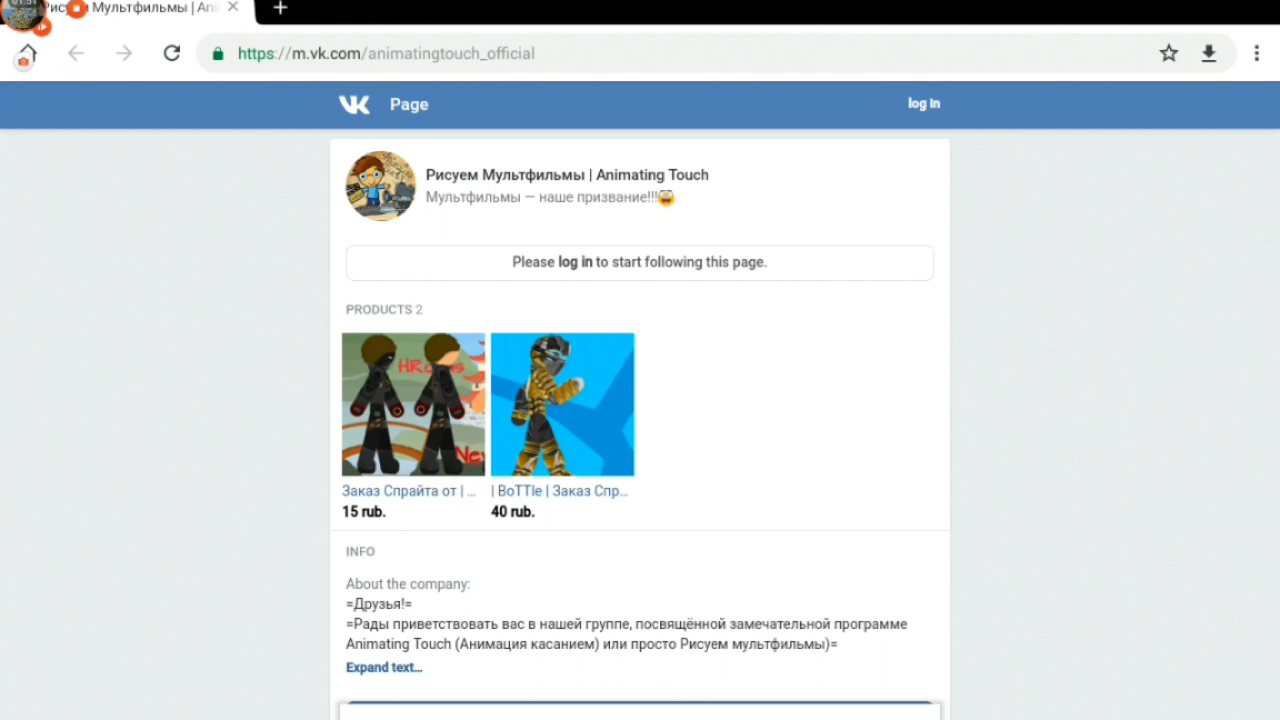 Мультфильмы | Ani
https://m.vk.com/animatingtouch_official
Page
log in
Рисуем Мультфильмы | Animating Touch
Мультфильмы — наше призвание!!!
Please log in to start following this page.
PRODUCTS 2
Заказ Спрайта от | ...
15 rub.
| BoTTle | Заказ Спр...
40 rub.
INFO
About the company:
=Друзья!=
=Рады приветствовать вас в нашей группе, посвящённой замечательной программе
Animating Touch (Анимация касанием) или просто Рисуем мультфильмы)=
Expand text...